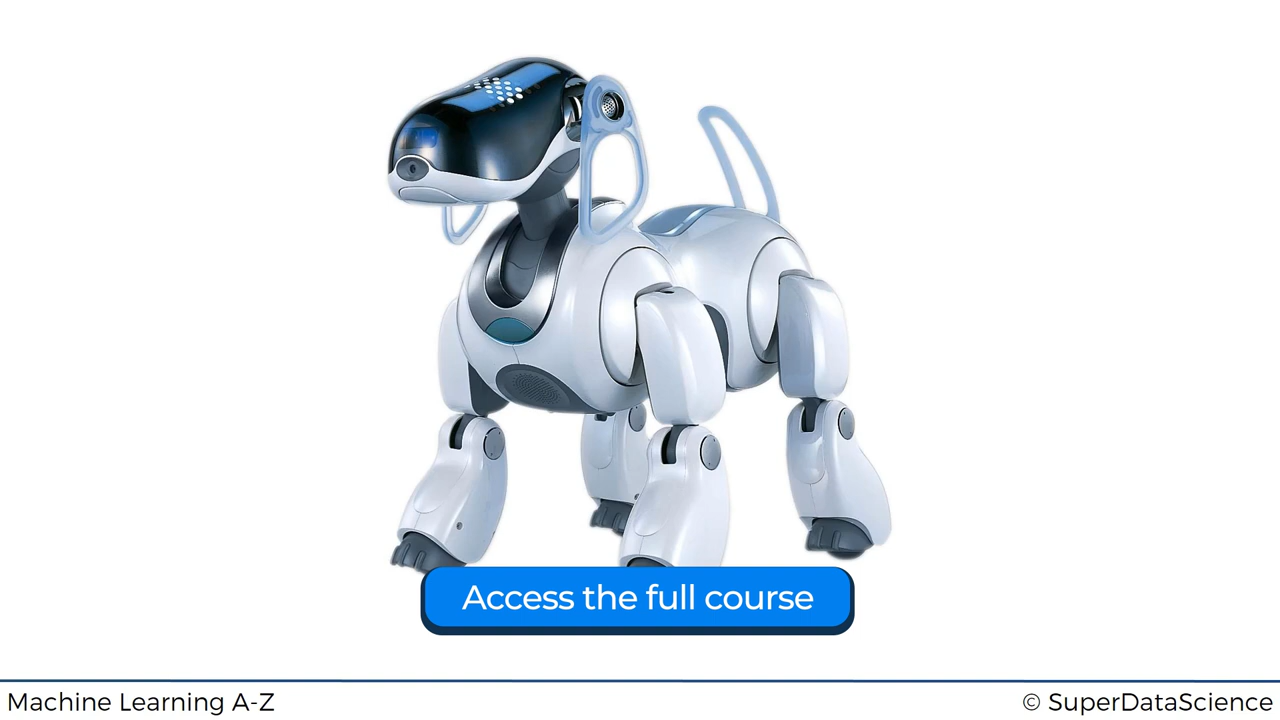 Access the full course
Machine Learning A-Z
© SuperDataScience